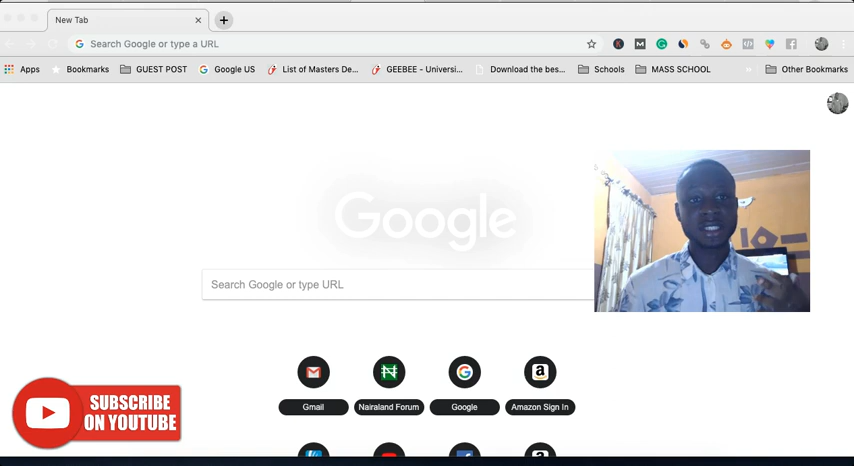 New Tab
Search Google or type a URL
Apps Bookmarks GUEST POST Google US List of Masters De... GEEBEE - Universi... Download the bes... Schools MASS SCHOOL » Other Bookmarks
Google
Search Google or type URL
Gmail Nairaland Forum Google Amazon Sign In
SUBSCRIBE
ON YOUTUBE